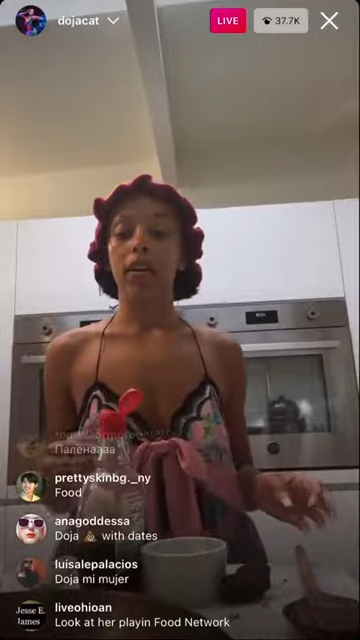 dojacat
LIVE
37.7K
Паленаааа
prettyskinbg._ny
Food
anagoddessa
Doja 💩 with dates
luisalepalacios
Doja mi mujer
Jesse E.
James
liveohioan
Look at her playin Food Network